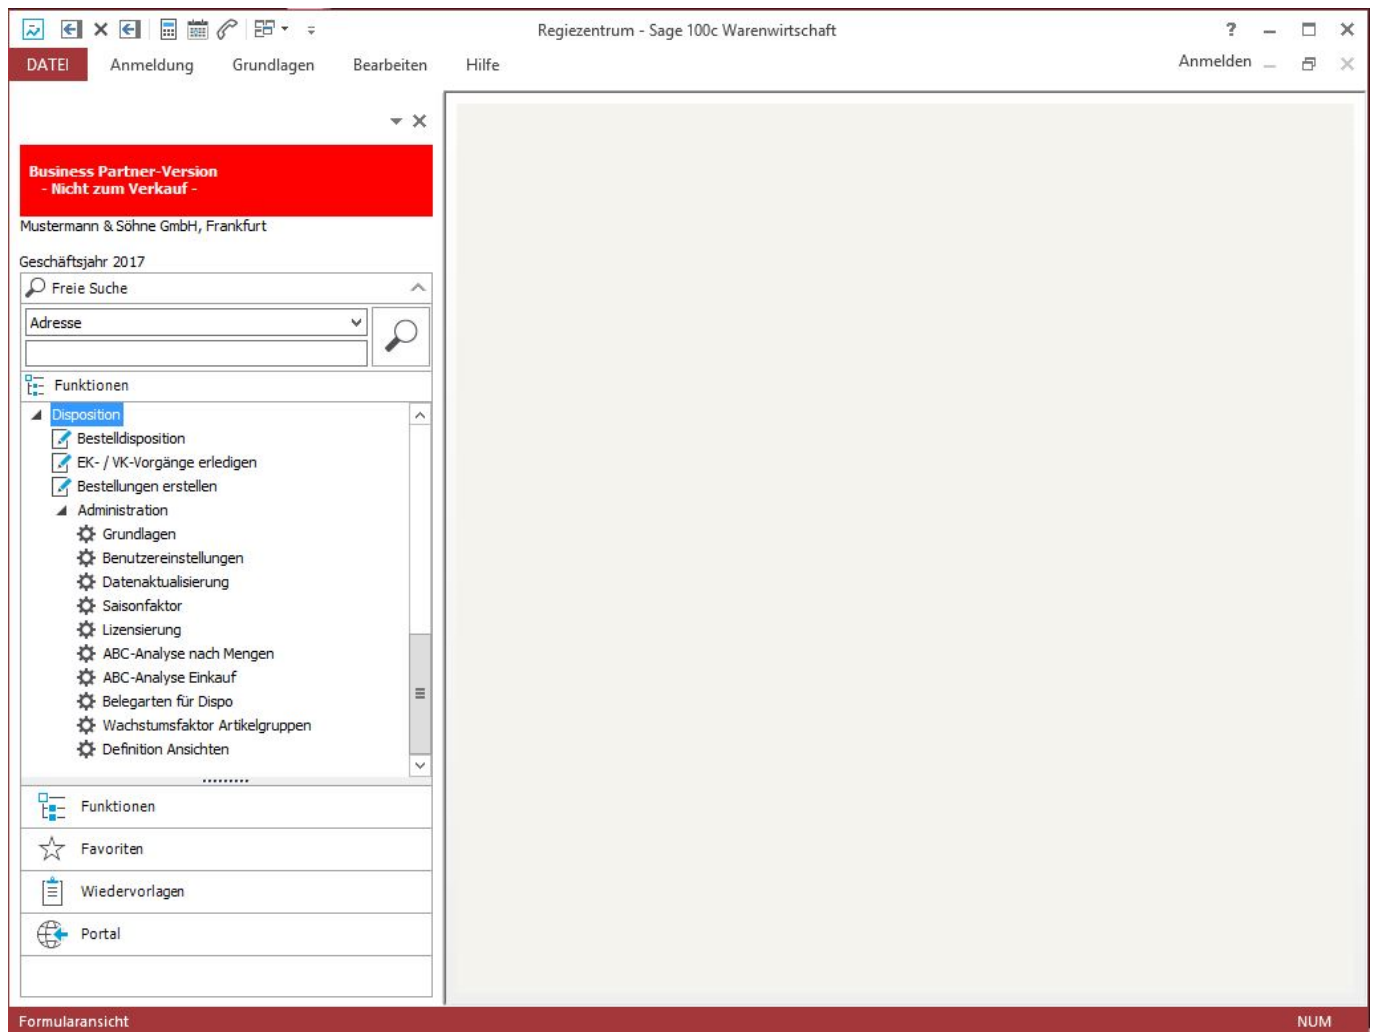 Regiezentrum - Sage 100c Warenwirtschaft
?
DATEI Anmeldung Grundlagen Bearbeiten Hilfe Anmelden
Business Partner-Version
- Nicht zum Verkauf -
Mustermann & Söhne GmbH, Frankfurt
Geschäftsjahr 2017
Freie Suche
Adresse
Funktionen
Disposition
Bestelldisposition
EK- / VK-Vorgänge erledigen
Bestellungen erstellen
Administration
Grundlagen
Benutzereinstellungen
Datenaktualisierung
Saisonfaktor
Lizensierung
ABC-Analyse nach Mengen
ABC-Analyse Einkauf
Belegarten für Dispo
Wachstumsfaktor Artikelgruppen
Definition Ansichten
Funktionen
Favoriten
Wiedervorlagen
Portal
Formularansicht NUM